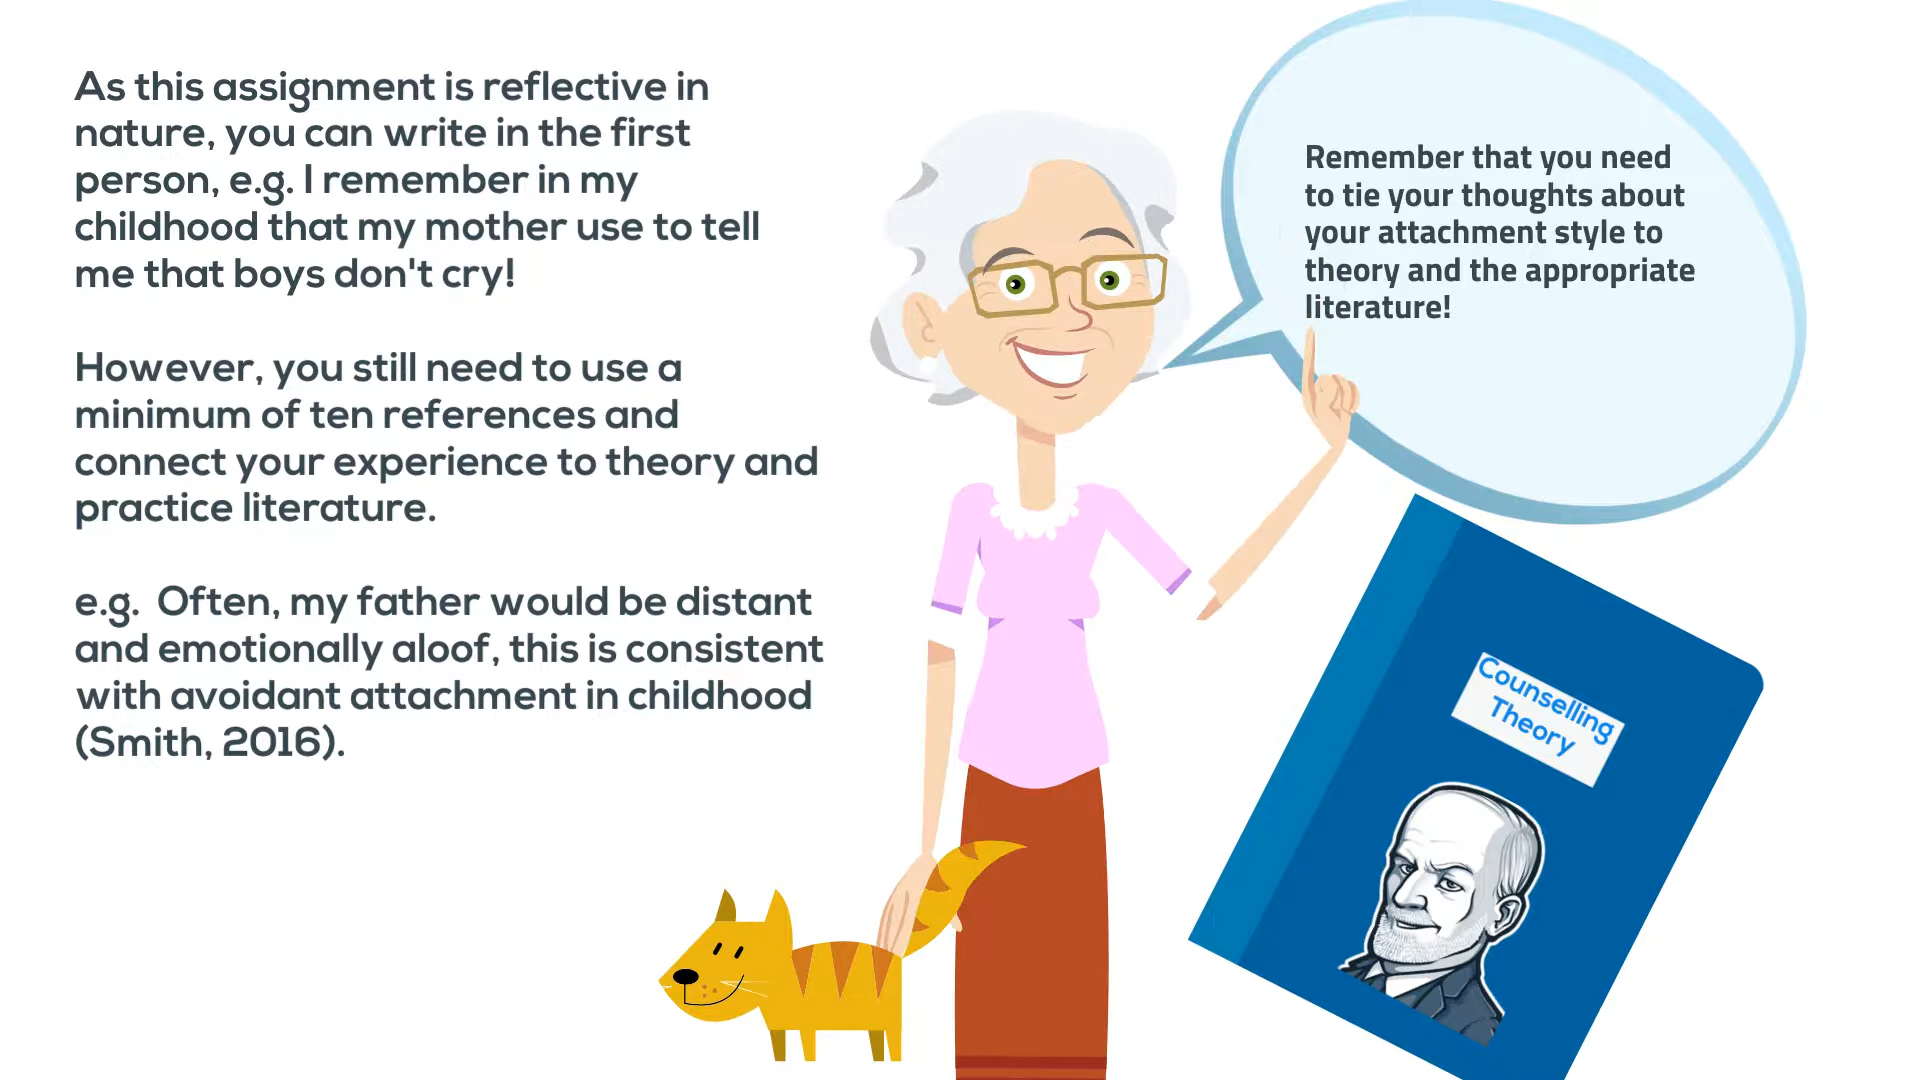 As this assignment is reflective in
nature, you can write in the first
person, e.g. I remember in my
childhood that my mother use to tell
me that boys don't cry!
However, you still need to use a
minimum of ten references and
connect your experience to theory and
practice literature.
e.g. Often, my father would be distant
and emotionally aloof, this is consistent
with avoidant attachment in childhood
(Smith, 2016).
Remember that you need
to tie your thoughts about
your attachment style to
theory and the appropriate
literature!
Counselling
Theory